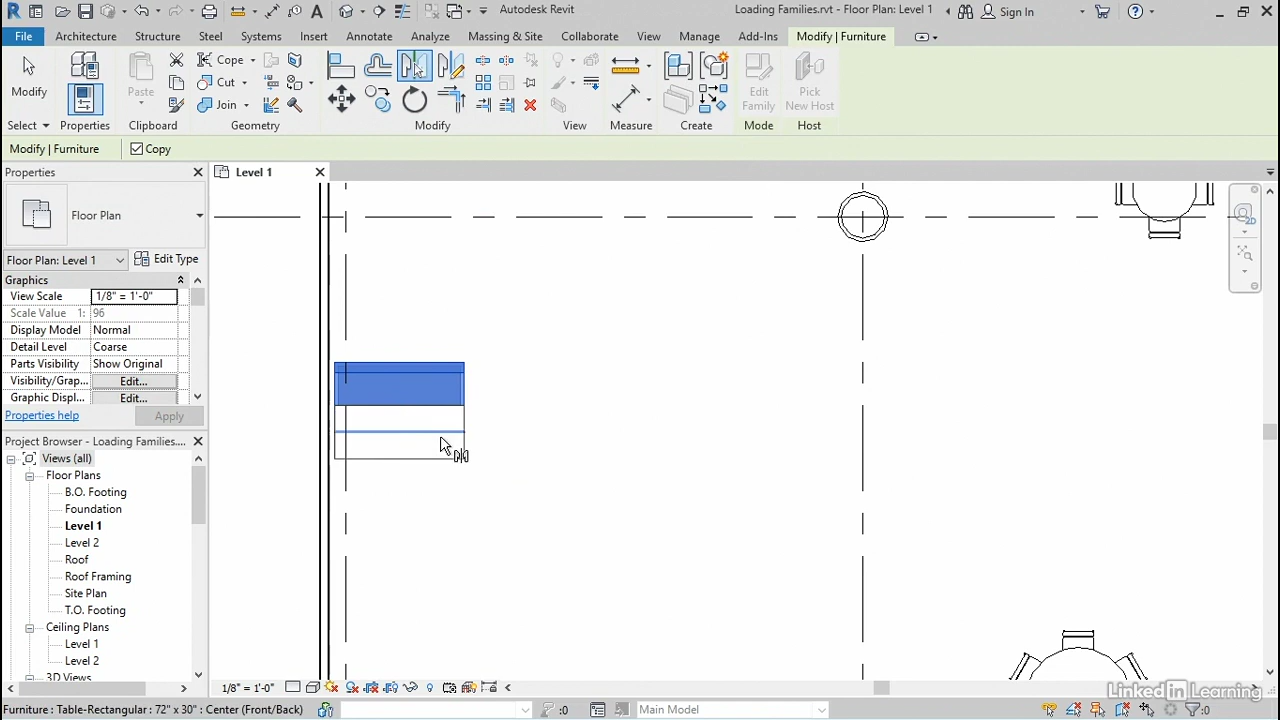 Autodesk Revit
Loading Families.rvt - Floor Plan: Level 1
Sign In
File
Architecture
Structure
Steel
Systems
Insert
Annotate
Analyze
Massing & Site
Collaborate
View
Manage
Add-Ins
Modify | Furniture
Modify
Paste
Cope
Cut
Join
Edit
Family
Pick
New Host
Select
Properties
Clipboard
Geometry
Modify
View
Measure
Create
Mode
Host
Modify | Furniture
Copy
Properties
Level 1
Floor Plan
Floor Plan: Level 1
Edit Type
Graphics
View Scale
1/8" = 1'-0"
Scale Value 1:
96
Display Model
Normal
Detail Level
Coarse
Parts Visibility
Show Original
Visibility/Grap...
Edit...
Graphic Displ...
Edit...
Properties help
Apply
Project Browser - Loading Families....
Views (all)
Floor Plans
B.O. Footing
Foundation
Level 1
Level 2
Roof
Roof Framing
Site Plan
T.O. Footing
Ceiling Plans
Level 1
Level 2
3D Views
2D
1/8" = 1'-0"
Linked in Learning
Furniture : Table-Rectangular : 72" x 30" : Center (Front/Back)
:0
Main Model
:0